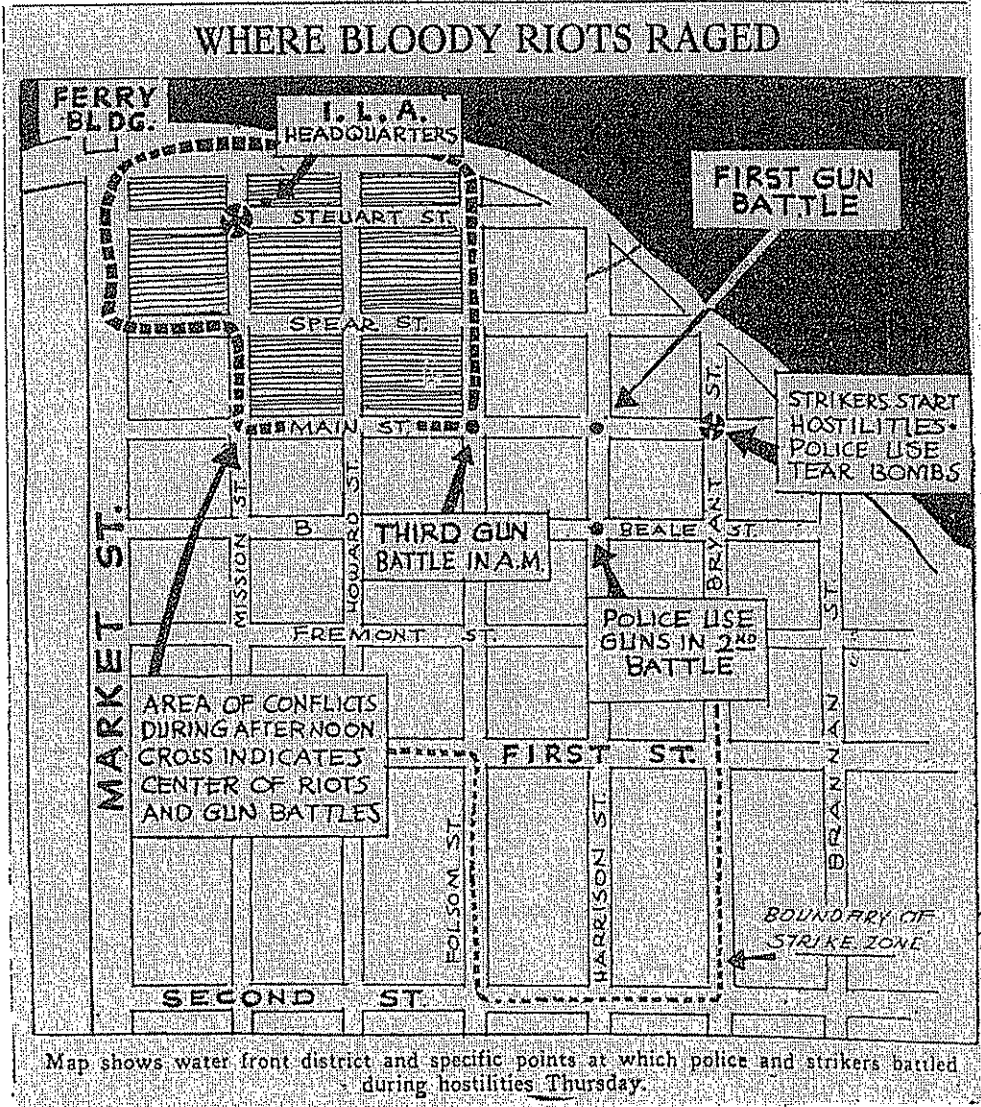 WHERE BLOODY RIOTS RAGED
FERRY
BLDG.
I. L. A.
HEADQUARTERS
FIRST GUN
BATTLE
STEUART ST.
SPEAR ST.
STRIKERS START
HOSTILITIES.
POLICE USE
TEAR BOMBS
MAIN ST.
MARKET ST.
MISSION ST.
HOWARD ST.
B
THIRD GUN
BATTLE IN A.M.
BEALE ST.
BRYANT ST.
POLICE USE
GUNS IN 2ND
BATTLE
FREMONT ST.
AREA OF CONFLICTS
DURING AFTERNOON
CROSS INDICATES
CENTER OF RIOTS
AND GUN BATTLES
FIRST ST.
FOLSOM ST.
HARRISON ST.
BRANNAN ST.
BOUNDARY OF
STRIKE ZONE
SECOND ST.
Map shows water front district and specific points at which police and strikers battled
during hostilities Thursday.